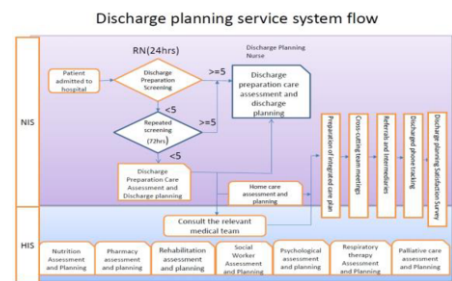 Discharge planning service system flow
NIS
RN(24hrs)
Discharge Planning
Nurse
Patient
admitted to
hospital
Discharge
Preparation
Screening
>=5
Discharge
preparation care
assessment and
discharge
planning
<5
>=5
Repeated
screening
(72hrs)
<5
Discharge
Preparation Care
Assessment and
Discharge planning
Home care assessment
and planning
Preparation of integrated care plan
Cross-cutting team meetings
Referrals and intermediaries
Discharged phone tracking
Discharge planning Satisfaction Survey
HIS
Consult the relevant
medical team
Nutrition
Assessment
and Planning
Pharmacy
assessment
and planning
Rehabilitation
assessment
and planning
Social
Worker
Assessment
and Planning
Psychological
assessment
and planning
Respiratory
therapy
Assessment
and Planning
Palliative care
assessment
and Planning